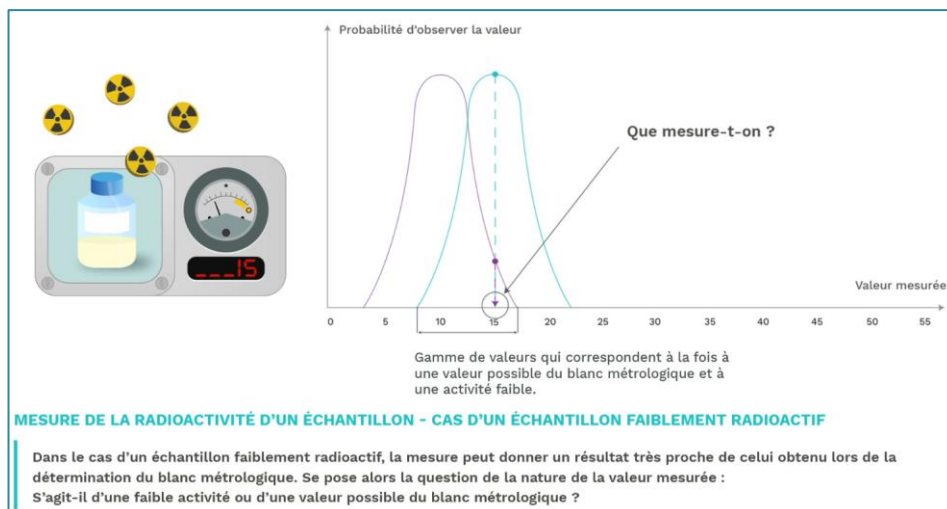 Probabilité d'observer la valeur
Que mesure-t-on ?
___15
Valeur mesurée
0 5 10 15 20 25 30 35 40 45 50 55
Gamme de valeurs qui correspondent à la fois à
une valeur possible du blanc métrologique et à
une activité faible.
MESURE DE LA RADIOACTIVITÉ D'UN ÉCHANTILLON - CAS D'UN ÉCHANTILLON FAIBLEMENT RADIOACTIF
Dans le cas d'un échantillon faiblement radioactif, la mesure peut donner un résultat très proche de celui obtenu lors de la
détermination du blanc métrologique. Se pose alors la question de la nature de la valeur mesurée :
S'agit-il d'une faible activité ou d'une valeur possible du blanc métrologique ?